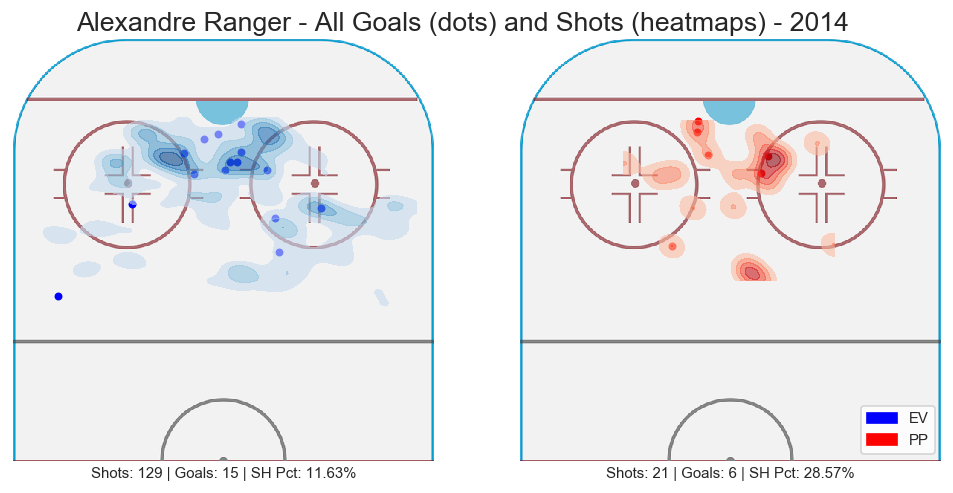 Alexandre Ranger - All Goals (dots) and Shots (heatmaps) - 2014
EV
PP
Shots: 129 | Goals: 15 | SH Pct: 11.63%
Shots: 21 | Goals: 6 | SH Pct: 28.57%